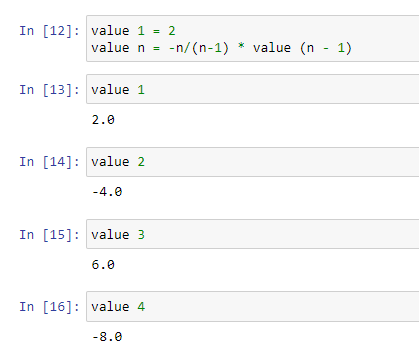 In [12]: value 1 = 2
value n = -n/(n-1) * value (n - 1)
In [13]: value 1
2.0
In [14]: value 2
-4.0
In [15]: value 3
6.0
In [16]: value 4
-8.0